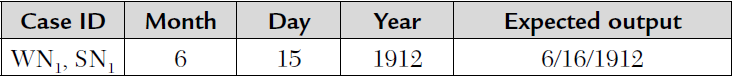 Case ID Month Day Year Expected output
WN₁, SN₁ 6 15 1912 6/16/1912